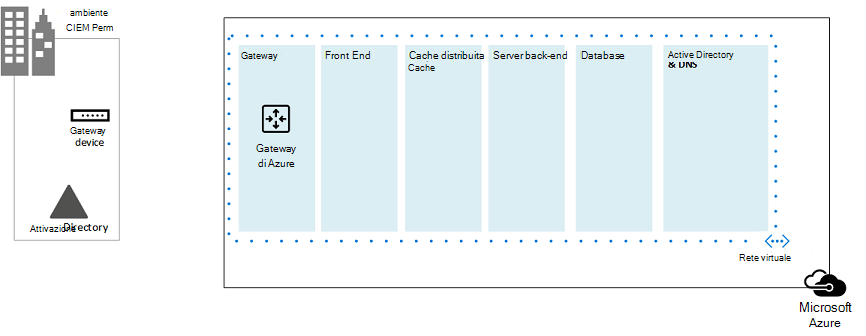 ambiente
CIEM Perm
Gateway
device
Attivazione Directory
Gateway
Front End
Cache distribuita
Cache
Server back-end
Database
Active Directory
& DNS
Gateway
di Azure
Rete virtuale
Microsoft
Azure